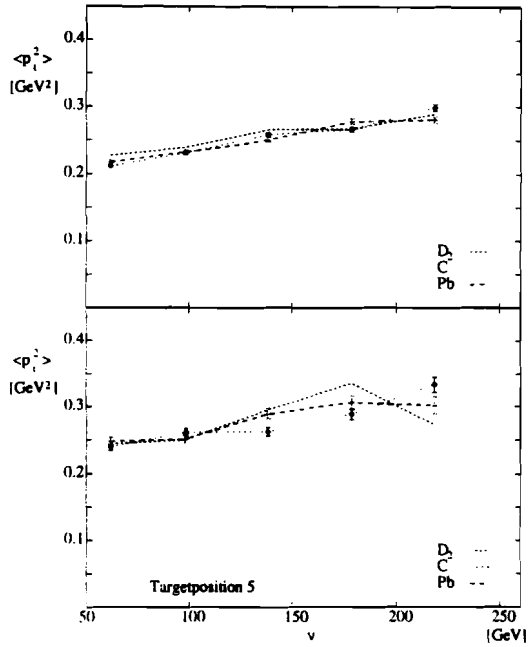 0.4
<p_t^2>
[GeV²]
0.3
0.2
0.1
D₂
C
Pb
0.4
<p_t^2>
[GeV²]
0.3
0.2
0.1
D₂
C
Pb
Targetposition 5
50 100 150 200 [GeV]
ν